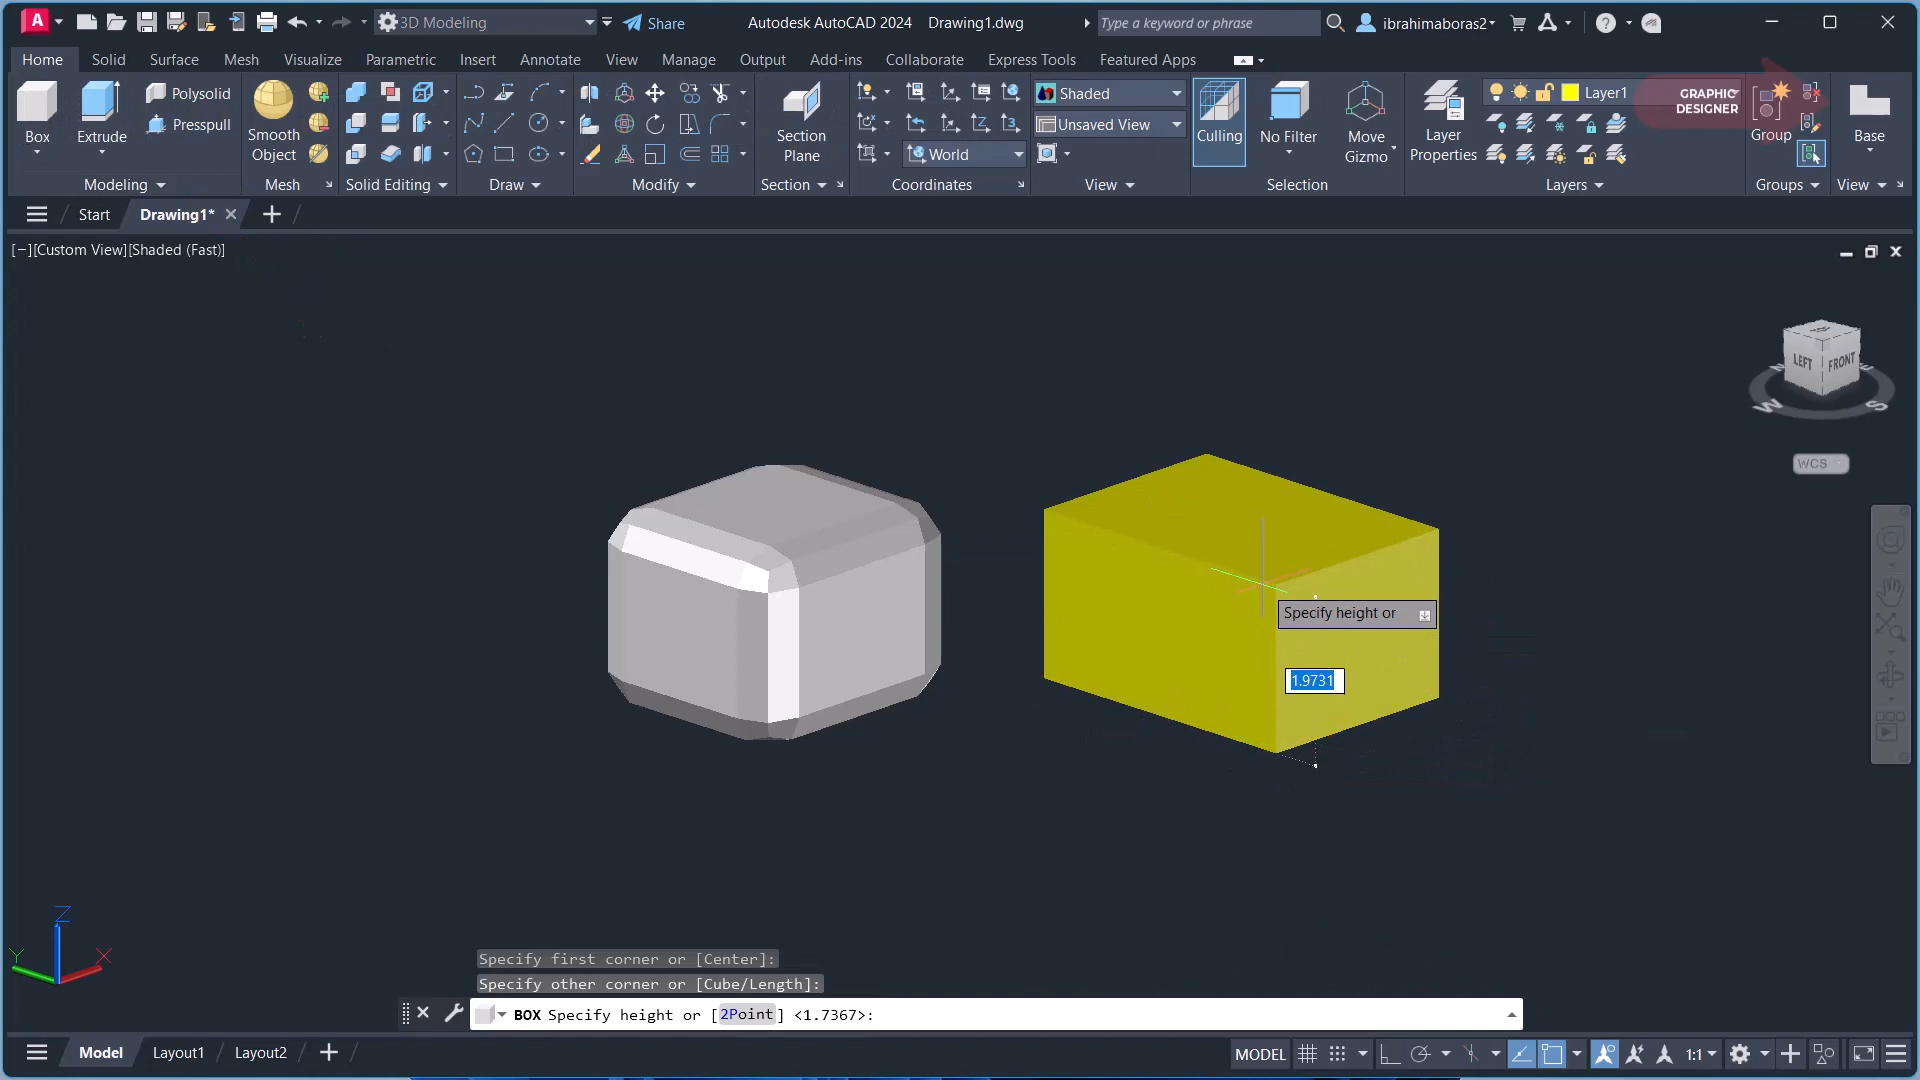 A 3D Modeling Share Autodesk AutoCAD 2024 Drawing1.dwg Type a keyword or phrase ibrahimaboras2
Home Solid Surface Mesh Visualize Parametric Insert Annotate View Manage Output Add-ins Collaborate Express Tools Featured Apps
Box
Extrude
Polysolid
Presspull
Smooth
Object
Section
Plane
World
Shaded
Unsaved View
Culling
No Filter
Move
Gizmo
Layer
Properties
Layer1
GRAPHIC
DESIGNER
Group
Base
Modeling Mesh Solid Editing Draw Modify Section Coordinates View Selection Layers Groups View
Start Drawing1* +
[−][Custom View][Shaded (Fast)]
TOP
LEFT FRONT
W S
WCS
Specify height or
1.9731
Z
Y X
Specify first corner or [Center]:
Specify other corner or [Cube/Length]:
BOX Specify height or [2Point] <1.7367>:
Model Layout1 Layout2 + MODEL 1:1